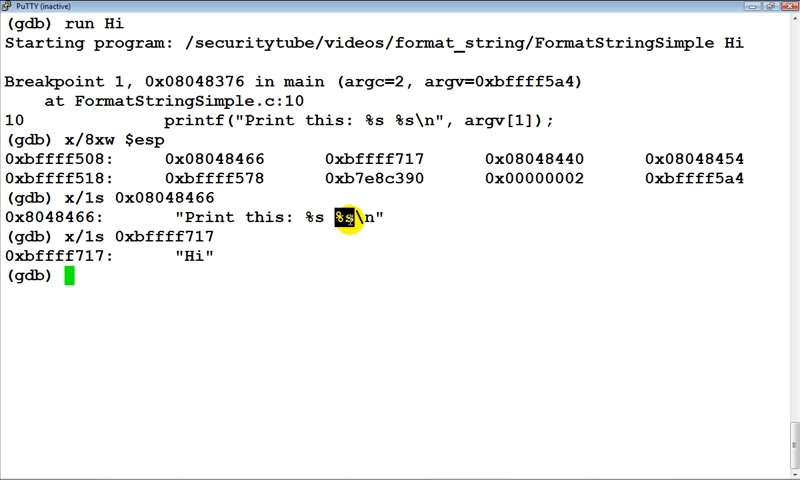 PuTTY (inactive)
(gdb) run Hi
Starting program: /securitytube/videos/format_string/FormatStringSimple Hi
Breakpoint 1, 0x08048376 in main (argc=2, argv=0xbffff5a4)
at FormatStringSimple.c:10
10 printf("Print this: %s %s\n", argv[1]);
(gdb) x/8xw $esp
0xbffff508: 0x08048466 0xbffff717 0x08048440 0x08048454
0xbffff518: 0xbffff578 0xb7e8c390 0x00000002 0xbffff5a4
(gdb) x/1s 0x08048466
0x8048466: "Print this: %s %s\n"
(gdb) x/1s 0xbffff717
0xbffff717: "Hi"
(gdb)